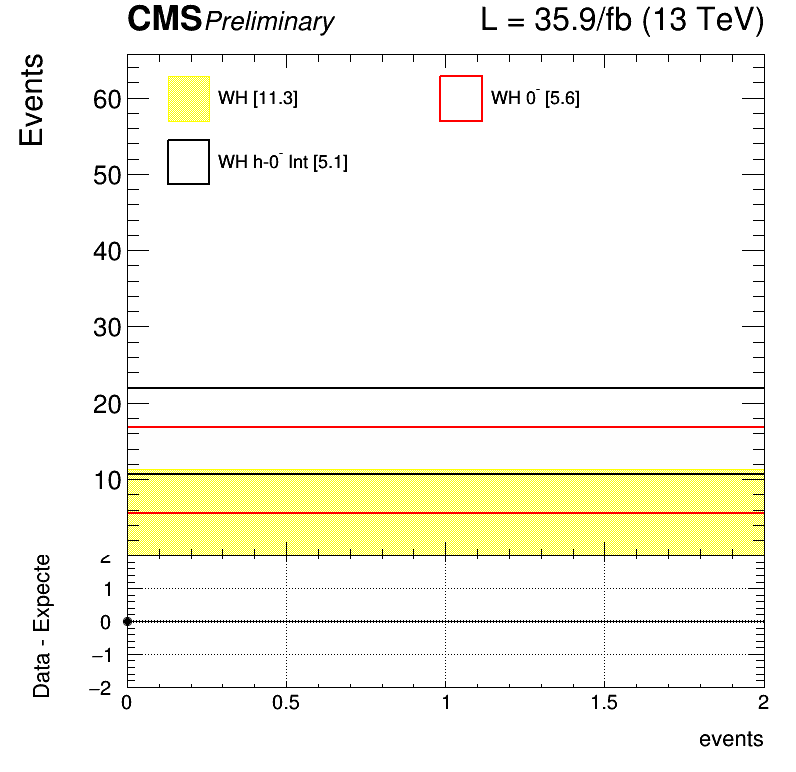 CMS Preliminary L = 35.9/fb (13 TeV)
Events
60
50
40
30
20
10
WH [11.3]
WH 0⁻ [5.6]
WH h-0⁻ Int [5.1]
Data - Expecte
2
1
0
−1
−2
0 0.5 1 1.5 2
events